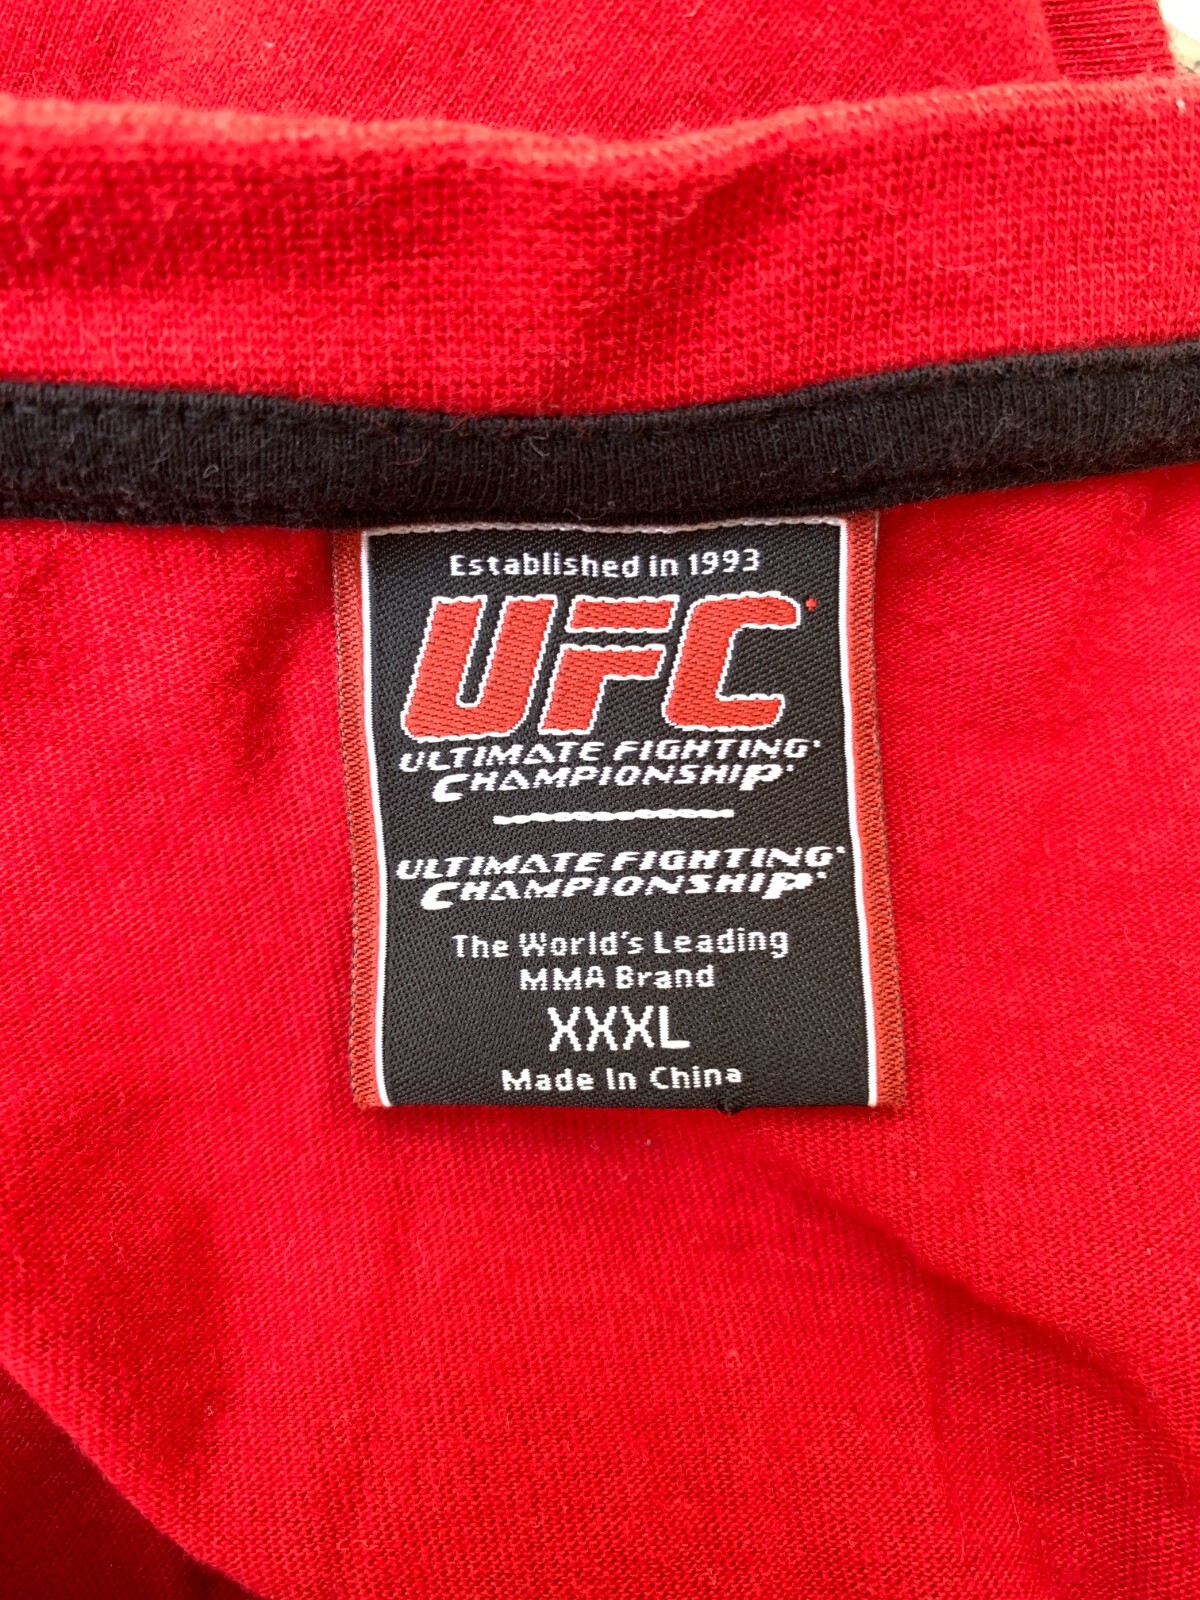 Established in 1993
UFC
ULTIMATE FIGHTING
CHAMPIONSHIP
ULTIMATE FIGHTING
CHAMPIONSHIP
The World's Leading
MMA Brand
XXXL
Made In China